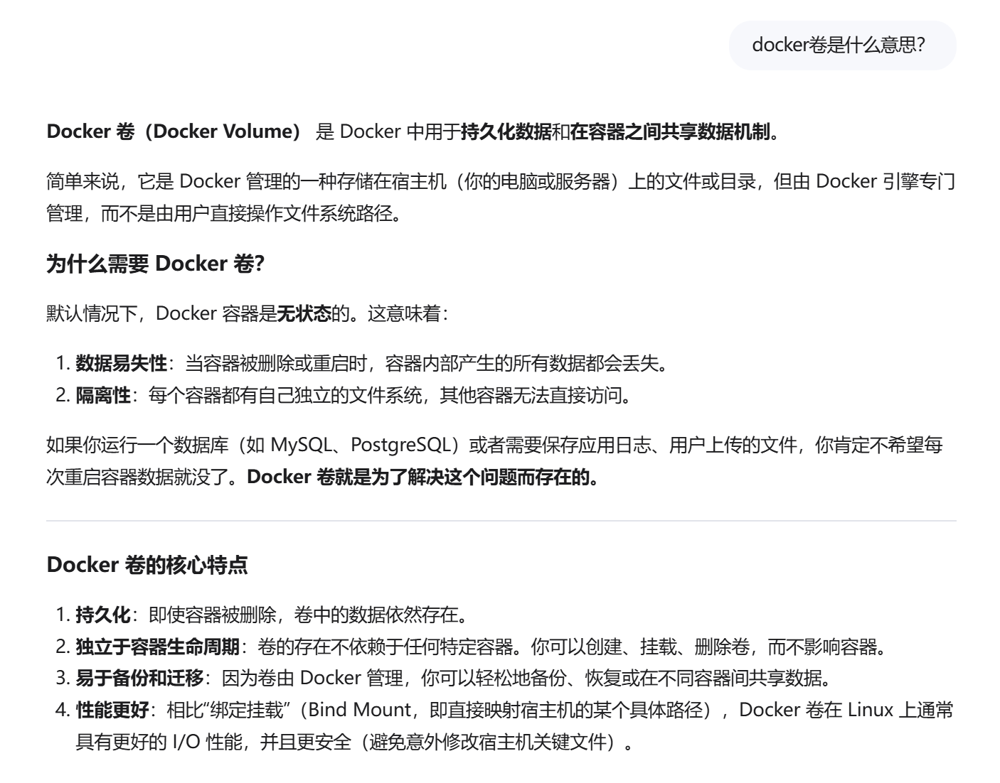 docker卷是什么意思？
Docker 卷（Docker Volume） 是 Docker 中用于持久化数据和在容器之间共享数据机制。
简单来说，它是 Docker 管理的一种存储在宿主机（你的电脑或服务器）上的文件或目录，但由 Docker 引擎专门
管理，而不是由用户直接操作文件系统路径。
为什么需要 Docker 卷？
默认情况下，Docker 容器是无状态的。这意味着：
1. 数据易失性：当容器被删除或重启时，容器内部产生的所有数据都会丢失。
2. 隔离性：每个容器都有自己独立的文件系统，其他容器无法直接访问。
如果你运行一个数据库（如 MySQL、PostgreSQL）或者需要保存应用日志、用户上传的文件，你肯定不希望每
次重启容器数据就没了。Docker 卷就是为了解决这个问题而存在的。
Docker 卷的核心特点
1. 持久化：即使容器被删除，卷中的数据依然存在。
2. 独立于容器生命周期：卷的存在不依赖于任何特定容器。你可以创建、挂载、删除卷，而不影响容器。
3. 易于备份和迁移：因为卷由 Docker 管理，你可以轻松地备份、恢复或在不同容器间共享数据。
4. 性能更好：相比“绑定挂载”（Bind Mount，即直接映射宿主机的某个具体路径），Docker 卷在 Linux 上通常
具有更好的 I/O 性能，并且更安全（避免意外修改宿主机关键文件）。